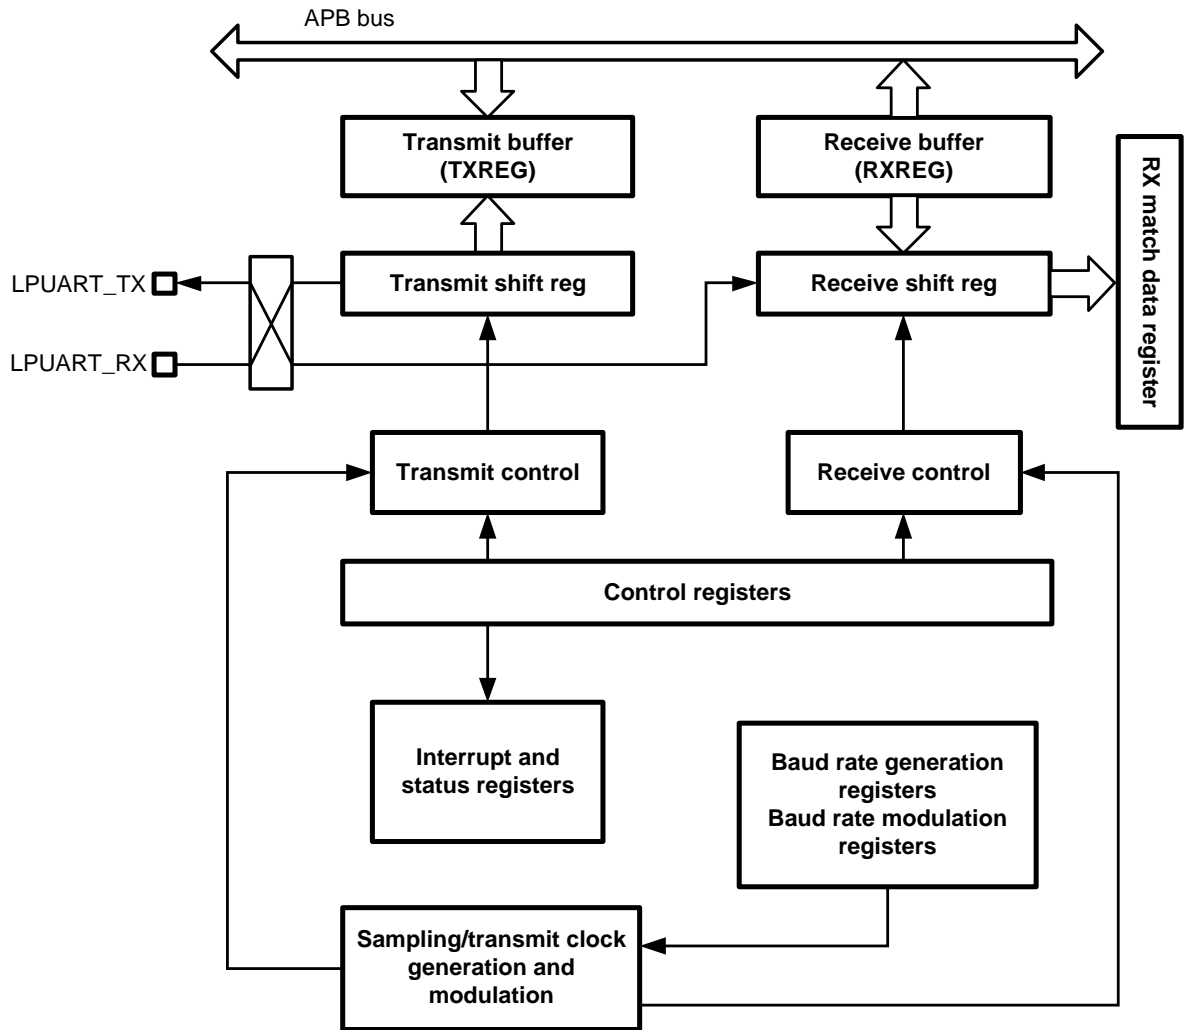 APB bus
Transmit buffer
(TXREG)
Receive buffer
(RXREG)
RX match data register
LPUART_TX
Transmit shift reg
Receive shift reg
LPUART_RX
Transmit control
Receive control
Control registers
Interrupt and
status registers
Baud rate generation
registers
Baud rate modulation
registers
Sampling/transmit clock
generation and
modulation